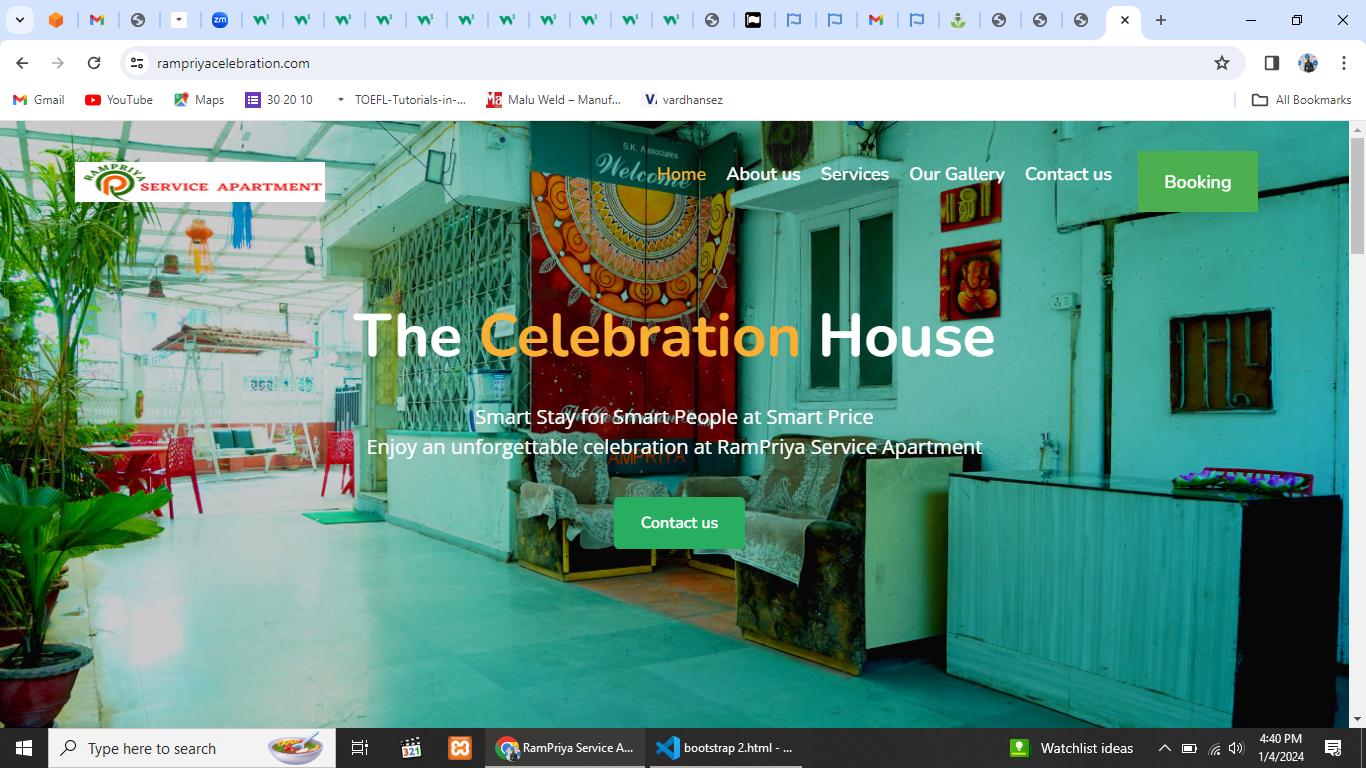 rampriyacelebration.com
Gmail
YouTube
Maps
30 20 10
TOEFL-Tutorials-in-...
Malu Weld – Manuf...
vardhansez
All Bookmarks
RAMPRIYA
SERVICE APARTMENT
S.K. Associates
Welcome
Home
About us
Services
Our Gallery
Contact us
Booking
The Celebration House
Smart Stay for Smart People at Smart Price
Enjoy an unforgettable celebration at RamPriya Service Apartment
RAMPRIYA
Contact us
Type here to search
321
RamPriya Service A...
bootstrap 2.html - ...
Watchlist ideas
4:40 PM
1/4/2024